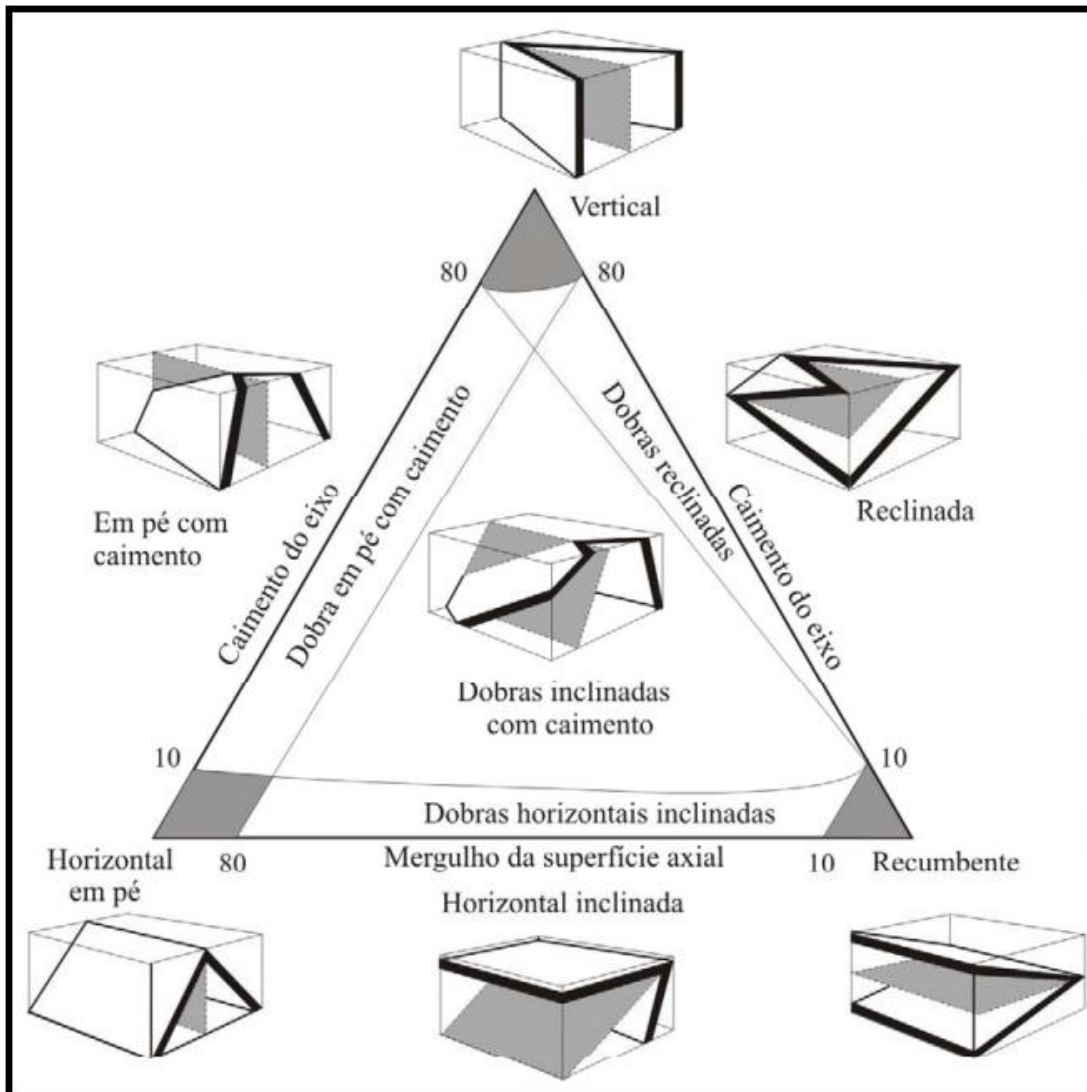 Vertical
80
80
Em pé com
caimento
Caimento do eixo
Dobra em pé com caimento
Dobras reclinadas
Caimento do eixo
Reclinada
Dobras inclinadas
com caimento
10
10
Dobras horizontais inclinadas
Horizontal
em pé
80
Mergulho da superfície axial
10
Recumbente
Horizontal inclinada